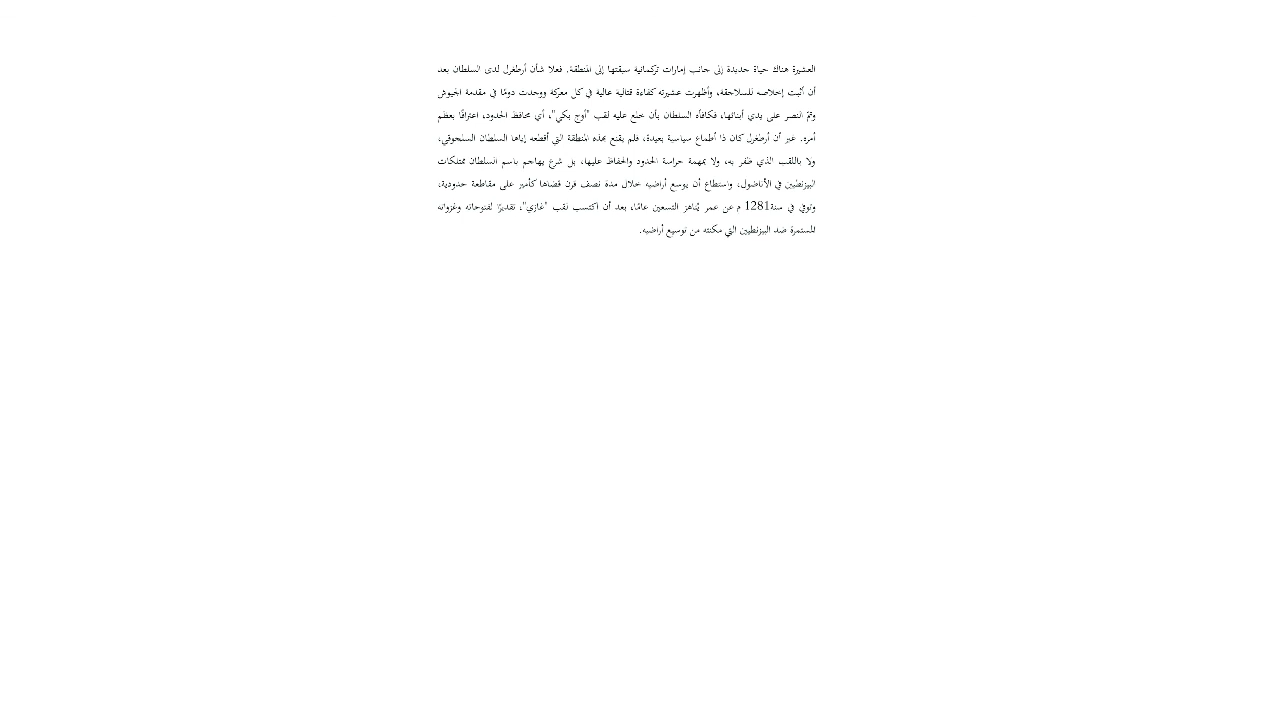 العشيرة هناك حياة جديدة إلى جانب إمارات تركمانية سبقتها إلى المنطقة. فعلا شأن أرطغرل لدى السلطان بعد
أن أثبت إخلاصه للسلاجقة، وأظهرت عشيرته كفاءة قتالية عالية في كل معركة ووجدت دومًا في مقدمة الجيوش
وتمّ النصر على يدي أبنائها، فكافأه السلطان بأن خلع عليه لقب "أوج بكي"، أي محافظ الحدود، اعترافًا بعظم
أمره. غير أن أرطغرل كان ذا أطماع سياسية بعيدة، فلم يقنع بهذه المنطقة التي أقطعه إياها السلطان السلجوقي،
ولا باللقب الذي ظفر به، ولا بمهمة حراسة الحدود والحفاظ عليها، بل شرع يهاجم باسم السلطان ممتلكات
البيزنطيين في الأناضول، واستطاع أن يوسع أراضيه خلال مدة نصف قرن قضاها كأمير على مقاطعة حدودية،
وتوفي في سنة1281 م عن عمر يُناهز التسعين عامًا، بعد أن اكتسب لقب "غازي"، تقديرًا لفتوحاته وغزواته
المستمرة ضد البيزنطيين التي مكنته من توسيع أراضيه.